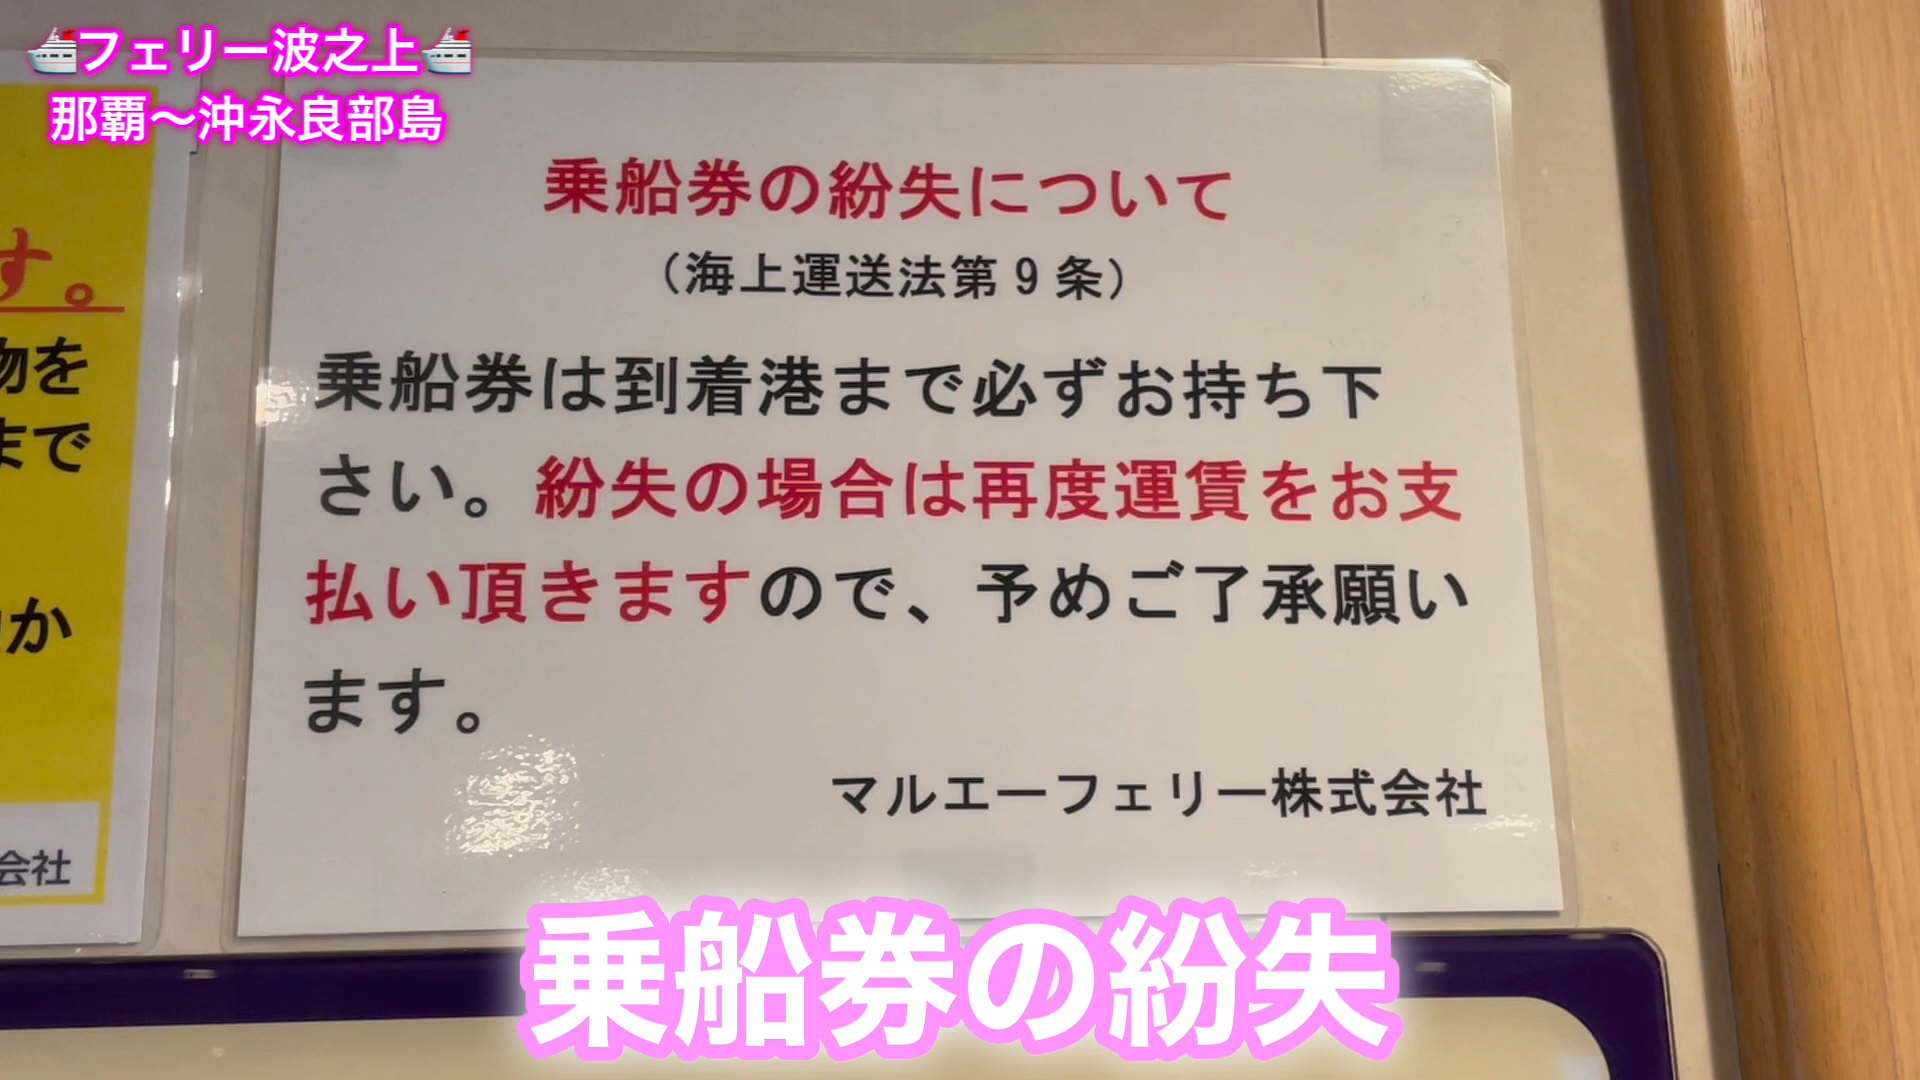 🛳️フェリー波之上🛳️
那覇〜沖永良部島
す。
物を
まで
か
会社
乗船券の紛失について
（海上運送法第9条）
乗船券は到着港まで必ずお持ち下
さい。紛失の場合は再度運賃をお支
払い頂きますので、予めご了承願い
ます。
マルエーフェリー株式会社
乗船券の紛失